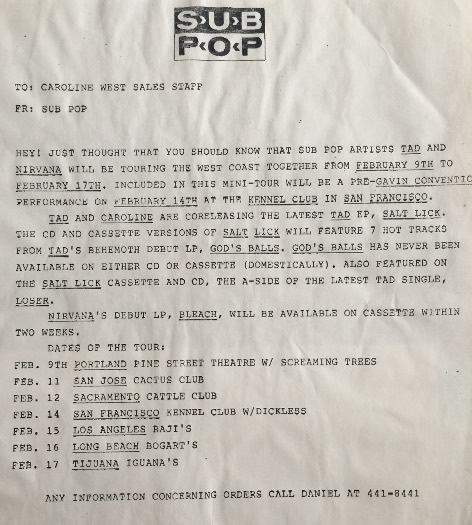 S›U›B
P‹O‹P
TO: CAROLINE WEST SALES STAFF
FR: SUB POP
HEY! JUST THOUGHT THAT YOU SHOULD KNOW THAT SUB POP ARTISTS TAD AND
NIRVANA WILL BE TOURING THE WEST COAST TOGETHER FROM FEBRUARY 9TH TO
FEBRUARY 17TH. INCLUDED IN THIS MINI-TOUR WILL BE A PRE-GAVIN CONVENTIO
PERFORMANCE ON FEBRUARY 14TH AT THE KENNEL CLUB IN SAN FRANCISCO.
TAD AND CAROLINE ARE CORELEASING THE LATEST TAD EP, SALT LICK.
THE CD AND CASSETTE VERSIONS OF SALT LICK WILL FEATURE 7 HOT TRACKS
FROM TAD'S BEHEMOTH DEBUT LP, GOD'S BALLS. GOD'S BALLS HAS NEVER BEEN
AVAILABLE ON EITHER CD OR CASSETTE (DOMESTICALLY). ALSO FEATURED ON
THE SALT LICK CASSETTE AND CD, THE A-SIDE OF THE LATEST TAD SINGLE,
LOSER.
NIRVANA'S DEBUT LP, BLEACH, WILL BE AVAILABLE ON CASSETTE WITHIN
TWO WEEKS.
DATES OF THE TOUR:
FEB. 9TH PORTLAND PINE STREET THEATRE W/ SCREAMING TREES
FEB. 11 SAN JOSE CACTUS CLUB
FEB. 12 SACRAMENTO CATTLE CLUB
FEB. 14 SAN FRANCISCO KENNEL CLUB W/DICKLESS
FEB. 15 LOS ANGELES RAJI'S
FEB. 16 LONG BEACH BOGART'S
FEB. 17 TIJUANA IGUANA'S
ANY INFORMATION CONCERNING ORDERS CALL DANIEL AT 441-8441